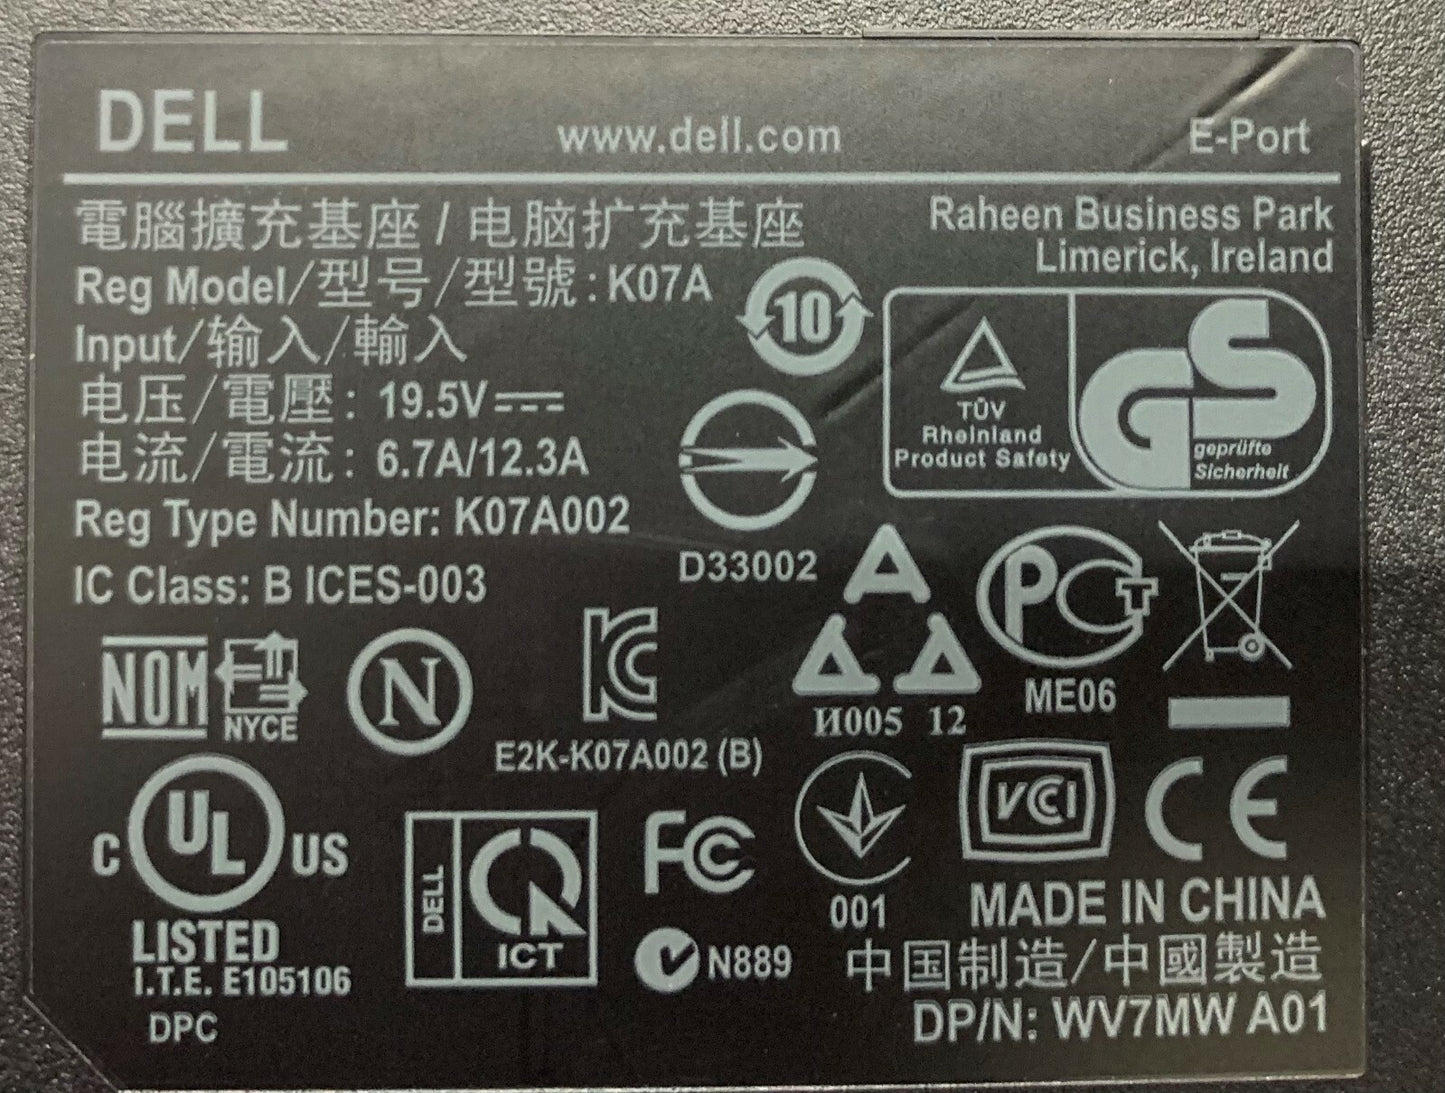 DELL www.dell.com E-Port
電腦擴充基座 / 电脑扩充基座
Raheen Business Park
Limerick, Ireland
Reg Model/型号/型號: K07A
Input/输入/輸入
电压/電壓: 19.5V
电流/電流: 6.7A/12.3A
Reg Type Number: K07A002
IC Class: B ICES-003
10
TÜV
Rheinland
Product Safety
GS
geprüfte
Sicherheit
D33002
И005 12
PCT
ME06
NOM
NYCE
N
KC
E2K-K07A002 (B)
C UL US
LISTED
I.T.E. E105106
DPC
DELL
ICT
FC
N889
001
VCCI
CE
MADE IN CHINA
中国制造/中國製造
DP/N: WV7MW A01